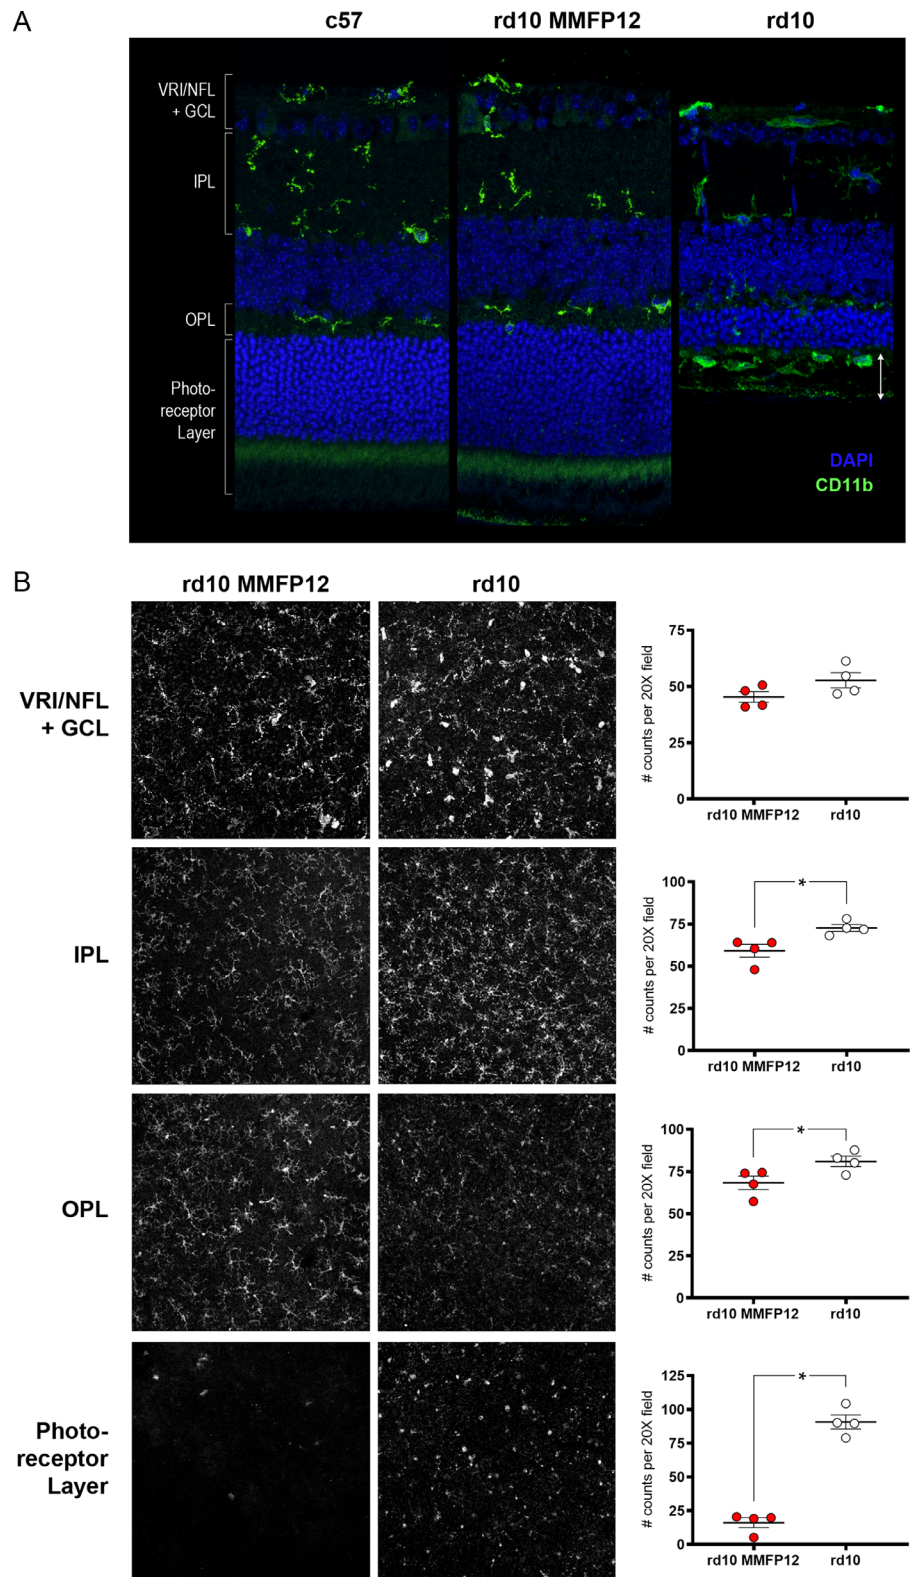 A
c57
rd10 MMFP12
rd10
VRI/NFL
+ GCL
IPL
OPL
Photo-
receptor
Layer
DAPI
CD11b
B
rd10 MMFP12
rd10
VRI/NFL
+ GCL
# counts per 20X field
75
50
25
0
rd10 MMFP12
rd10
IPL
# counts per 20X field
100
*
75
50
25
0
rd10 MMFP12
rd10
OPL
# counts per 20X field
100
*
75
50
25
0
rd10 MMFP12
rd10
Photo-
receptor
Layer
# counts per 20X field
125
*
100
75
50
25
0
rd10 MMFP12
rd10